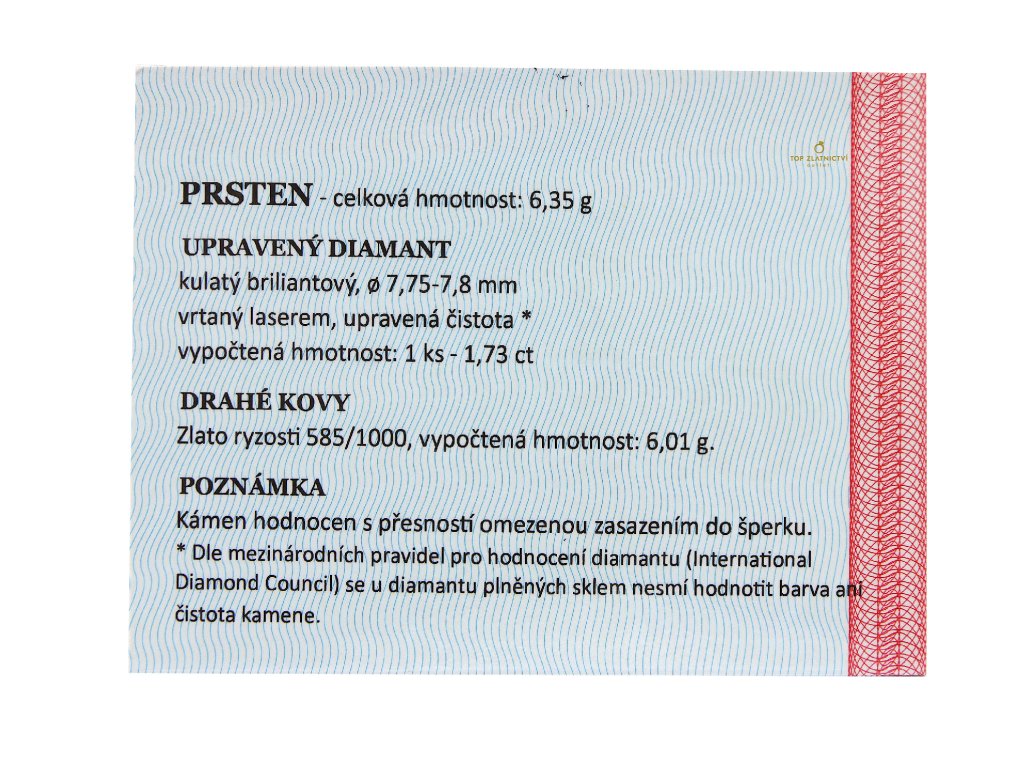 TOP ZLATNICTVÍ
outlet
PRSTEN - celková hmotnost: 6,35 g
UPRAVENÝ DIAMANT
kulatý briliantový, ø 7,75-7,8 mm
vrtaný laserem, upravená čistota *
vypočtená hmotnost: 1 ks - 1,73 ct
DRAHÉ KOVY
Zlato ryzosti 585/1000, vypočtená hmotnost: 6,01 g.
POZNÁMKA
Kámen hodnocen s přesností omezenou zasazením do šperku.
* Dle mezinárodních pravidel pro hodnocení diamantu (International
Diamond Council) se u diamantu plněných sklem nesmí hodnotit barva ani
čistota kamene.